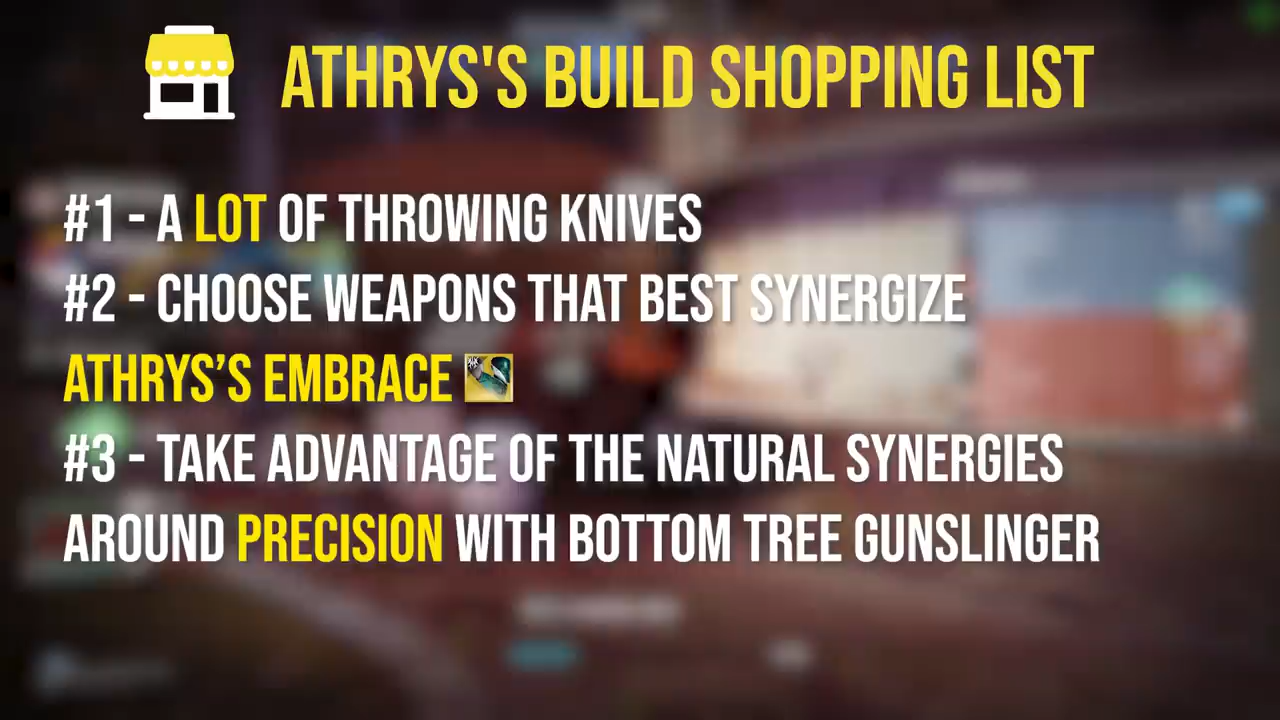 ATHRYS'S BUILD SHOPPING LIST
#1 - A LOT OF THROWING KNIVES
#2 - CHOOSE WEAPONS THAT BEST SYNERGIZE
ATHRYS’S EMBRACE
#3 - TAKE ADVANTAGE OF THE NATURAL SYNERGIES
AROUND PRECISION WITH BOTTOM TREE GUNSLINGER